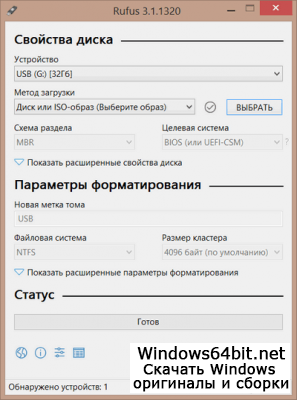 Rufus 3.1.1320
Свойства диска
Устройство
USB (G:) [32Гб]
Метод загрузки
Диск или ISO-образ (Выберите образ)
ВЫБРАТЬ
Схема раздела
Целевая система
MBR
BIOS (или UEFI-CSM)
?
Показать расширенные свойства диска
Параметры форматирования
Новая метка тома
USB
Файловая система
Размер кластера
NTFS
4096 байт (по умолчанию)
Показать расширенные параметры форматирования
Статус
Готов
Windows64bit.net
Скачать Windows
оригиналы и сборки
Обнаружено устройств: 1